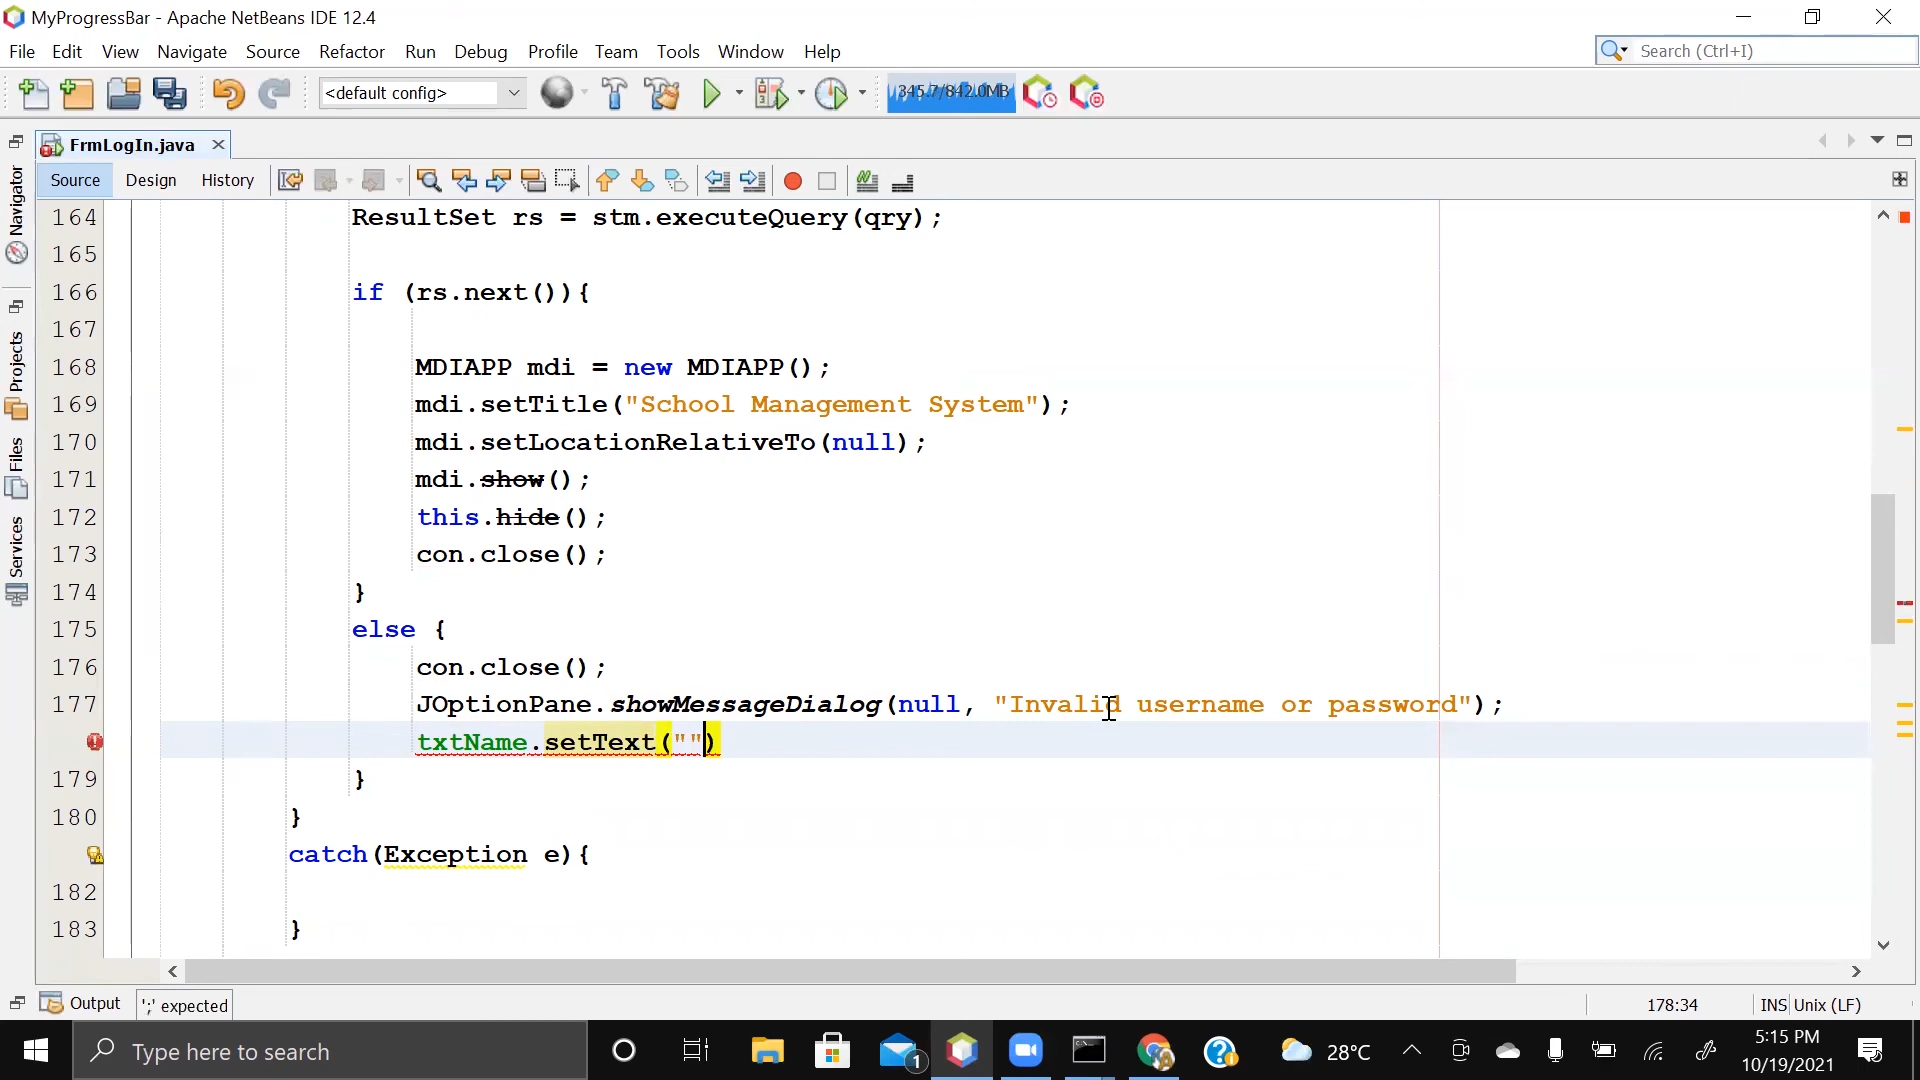 MyProgressBar - Apache NetBeans IDE 12.4
File Edit View Navigate Source Refactor Run Debug Profile Team Tools Window Help
Search (Ctrl+I)
<default config>
345.7/842.0MB
FrmLogIn.java
Source Design History
Navigator
Projects
Files
Services
164 ResultSet rs = stm.executeQuery(qry);
165
166 if (rs.next()){
167
168 MDIAPP mdi = new MDIAPP();
169 mdi.setTitle("School Management System");
170 mdi.setLocationRelativeTo(null);
171 mdi.show();
172 this.hide();
173 con.close();
174 }
175 else {
176 con.close();
177 JOptionPane.showMessageDialog(null, "Invalid username or password");
txtName.setText("")
179 }
180 }
catch(Exception e){
182
183 }
Output ';' expected
178:34 INS Unix (LF)
Type here to search
1
28°C
5:15 PM
10/19/2021